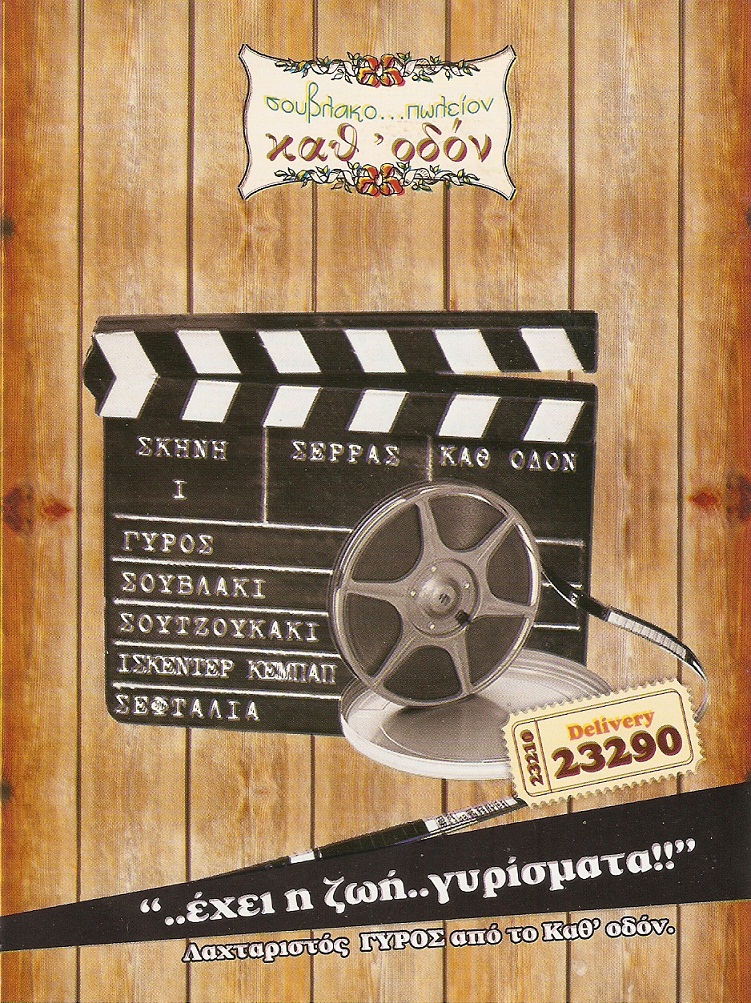 σουβλακο...πωλείον
καθ 'οδόν
ΣΚΗΝΗ
ΣΕΡΡΑΣ
ΚΑΘ ΟΔΟΝ
Ι
ΓΥΡΟΣ
ΣΟΥΒΛΑΚΙ
ΣΟΥΤΖΟΥΚΑΚΙ
ΙΣΚΕΝΤΕΡ ΚΕΜΠΑΠ
ΣΕΦΤΑΛΙΑ
Delivery
23210
23290
“..έχει η ζωή..γυρίσματα!!”
Λαχταριστός ΓΥΡΟΣ από το Καθ' οδόν.